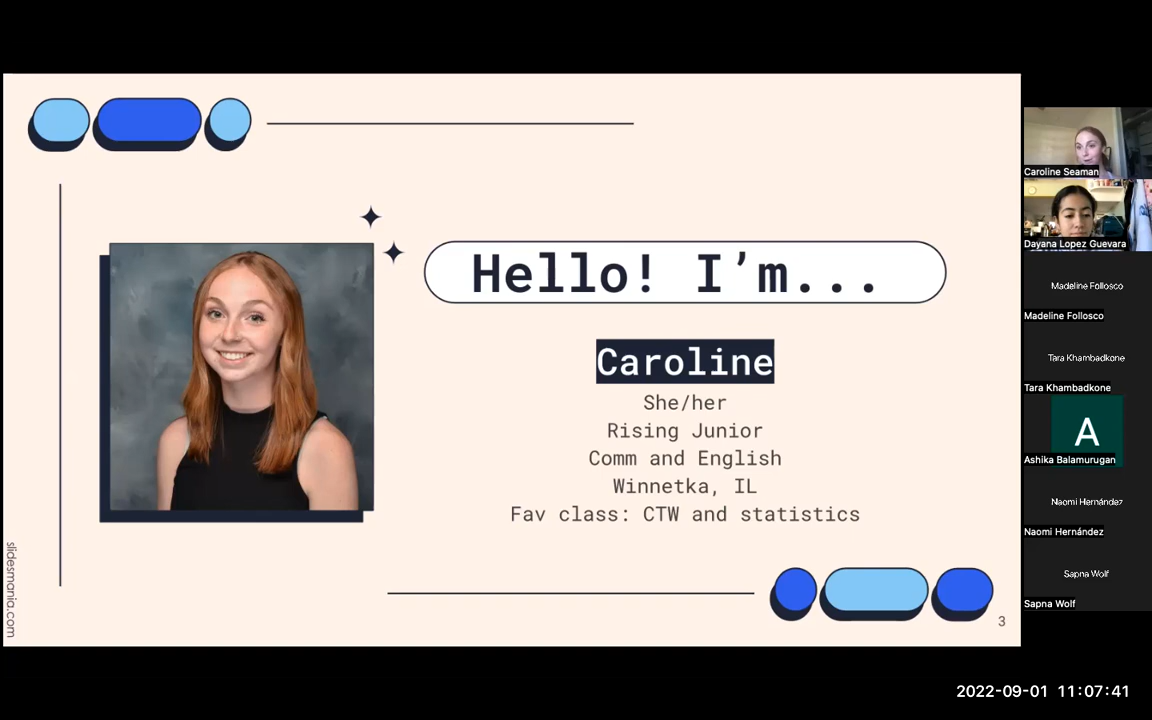 Hello! I'm...
Caroline
She/her
Rising Junior
Comm and English
Winnetka, IL
Fav class: CTW and statistics
slidesmania.com
3
Caroline Seaman
Dayana Lopez Guevara
Madeline Follosco
Madeline Follosco
Tara Khambadkone
Tara Khambadkone
A
Ashika Balamurugan
Naomi Hernández
Naomi Hernández
Sapna Wolf
Sapna Wolf
2022-09-01 11:07:41